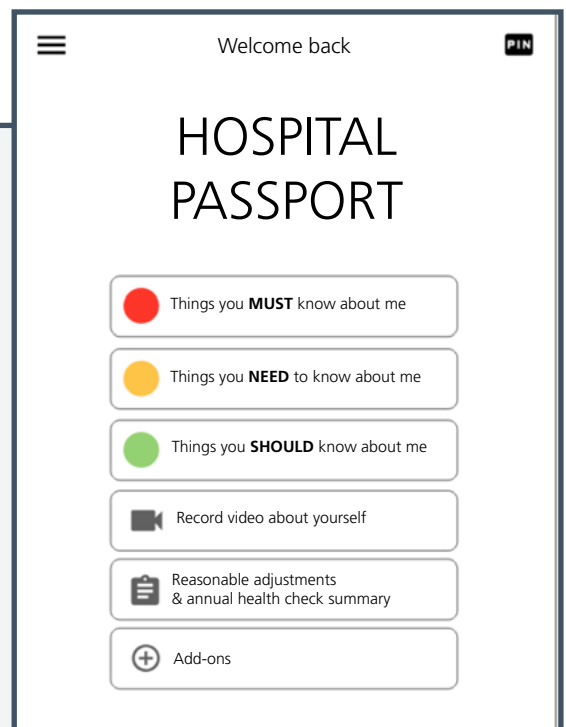 Welcome back
PIN
HOSPITAL
PASSPORT
Things you MUST know about me
Things you NEED to know about me
Things you SHOULD know about me
Record video about yourself
Reasonable adjustments
& annual health check summary
Add-ons